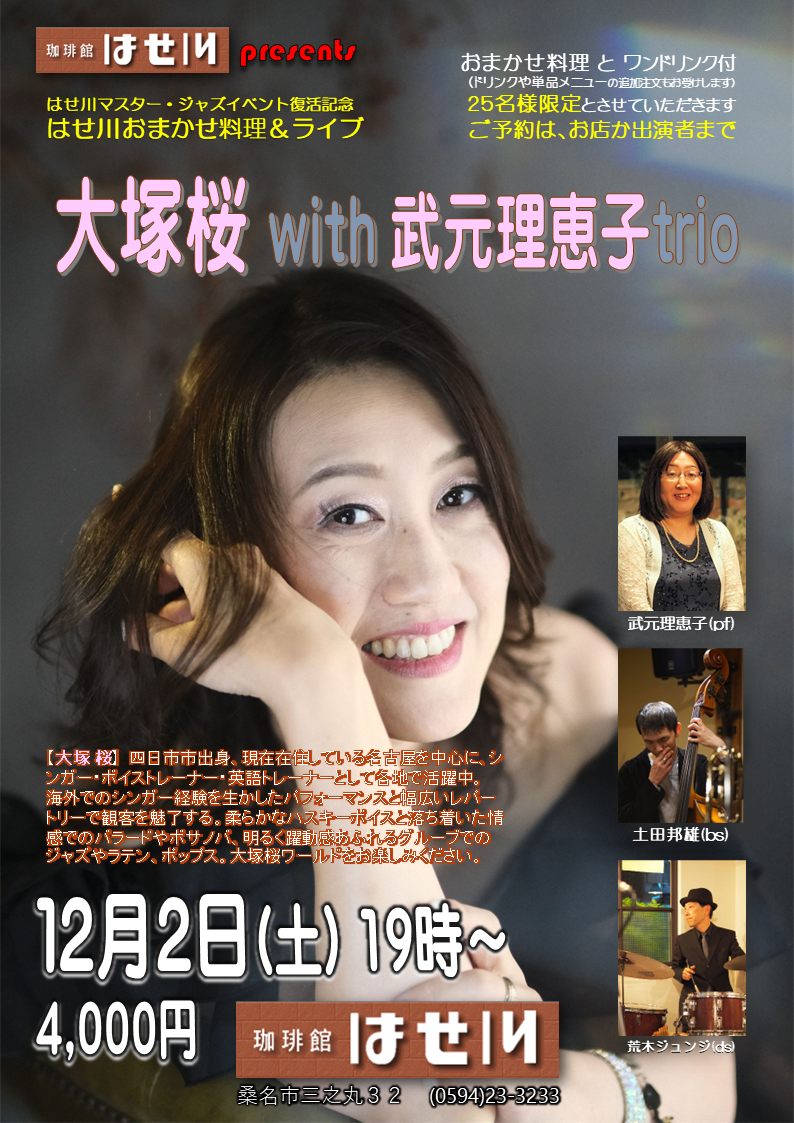 珈琲館 はせ川 presents
はせ川マスター・ジャズイベント復活記念
はせ川おまかせ料理＆ライブ
おまかせ料理 と ワンドリンク付
(ドリンクや単品メニューの追加注文もお受けします)
25名様限定とさせていただきます
ご予約は、お店か出演者まで
大塚桜 with 武元理恵子trio
武元理恵子(pf)
土田邦雄(bs)
荒木ジュンジ(ds)
【大塚 桜】 四日市市出身、現在在住している名古屋を中心に、シ
ンガー・ボイストレーナー・英語トレーナーとして各地で活躍中。
海外でのシンガー経験を生かしたパフォーマンスと幅広いレパー
トリーで観客を魅了する。柔らかなハスキーボイスと落ち着いた情
感でのバラードやボサノバ、明るく躍動感あふれるグルーブでの
ジャズやラテン、ポップス。大塚桜ワールドをお楽しみください。
12月2日(土) 19時～
4,000円
珈琲館 はせ川
桑名市三之丸３２ (0594)23-3233